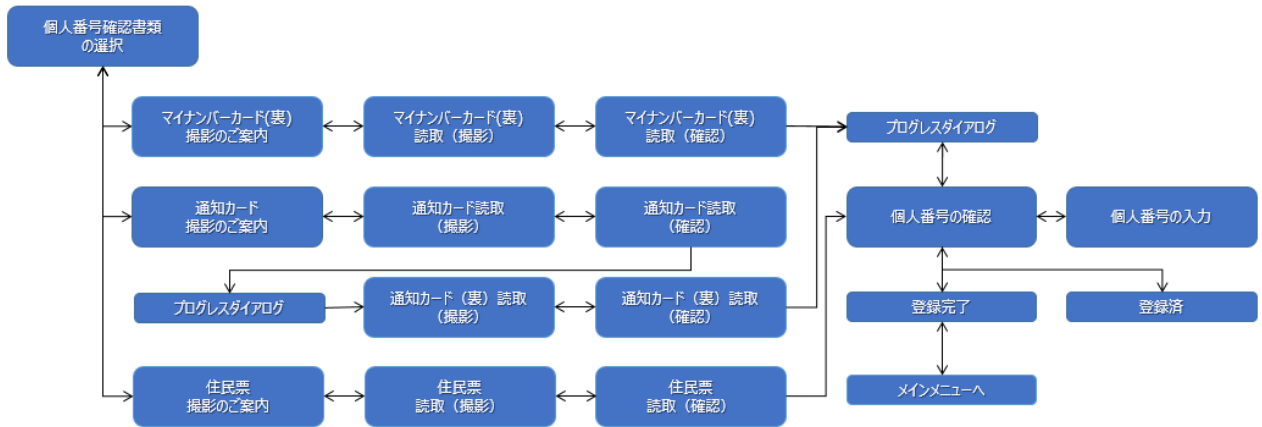 個人番号確認書類
の選択
マイナンバーカード(裏)
撮影のご案内
マイナンバーカード(裏)
読取（撮影）
マイナンバーカード(裏)
読取（確認）
プログレスダイアログ
通知カード
撮影のご案内
通知カード読取
（撮影）
通知カード読取
（確認）
個人番号の確認
個人番号の入力
プログレスダイアログ
通知カード（裏）読取
（撮影）
通知カード（裏）読取
（確認）
登録完了
登録済
住民票
撮影のご案内
住民票
読取（撮影）
住民票
読取（確認）
メインメニューへ